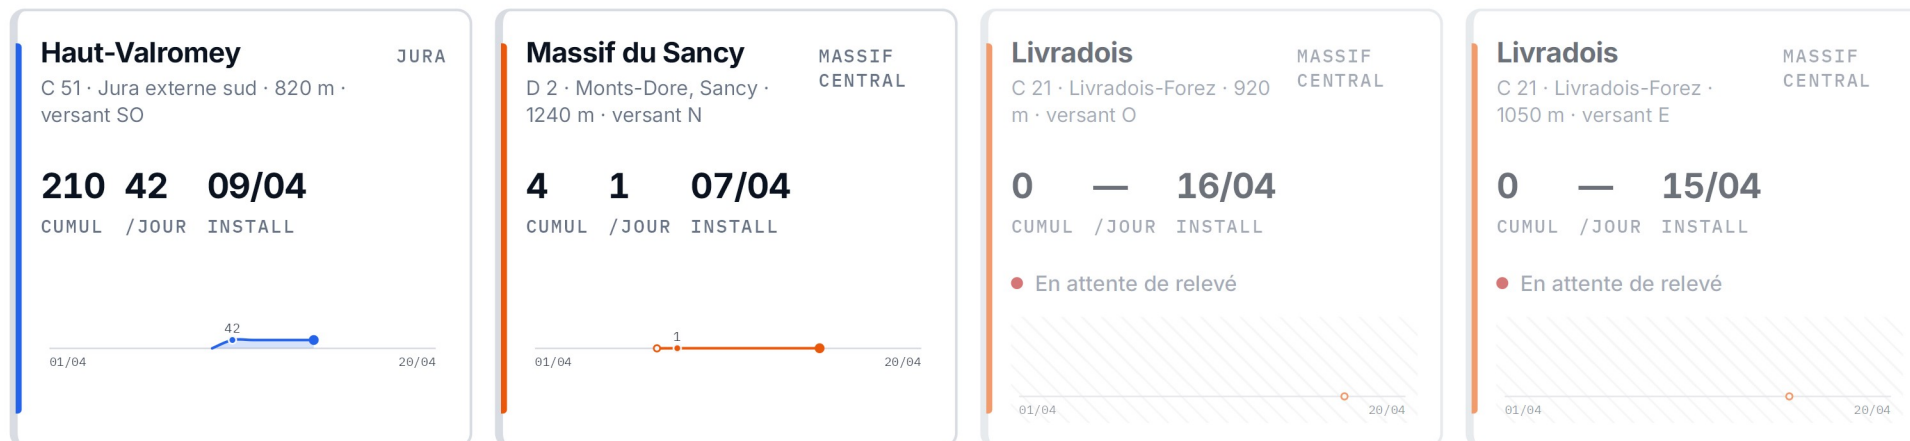 Haut-Valromey
JURA
C 51 · Jura externe sud · 820 m ·
versant SO
210 42 09/04
CUMUL /JOUR INSTALL
42
01/04 20/04
Massif du Sancy
MASSIF
CENTRAL
D 2 · Monts-Dore, Sancy ·
1240 m · versant N
4 1 07/04
CUMUL /JOUR INSTALL
1
01/04 20/04
Livradois
MASSIF
CENTRAL
C 21 · Livradois-Forez · 920
m · versant O
0 — 16/04
CUMUL /JOUR INSTALL
En attente de relevé
01/04 20/04
Livradois
MASSIF
CENTRAL
C 21 · Livradois-Forez ·
1050 m · versant E
0 — 15/04
CUMUL /JOUR INSTALL
En attente de relevé
01/04 20/04